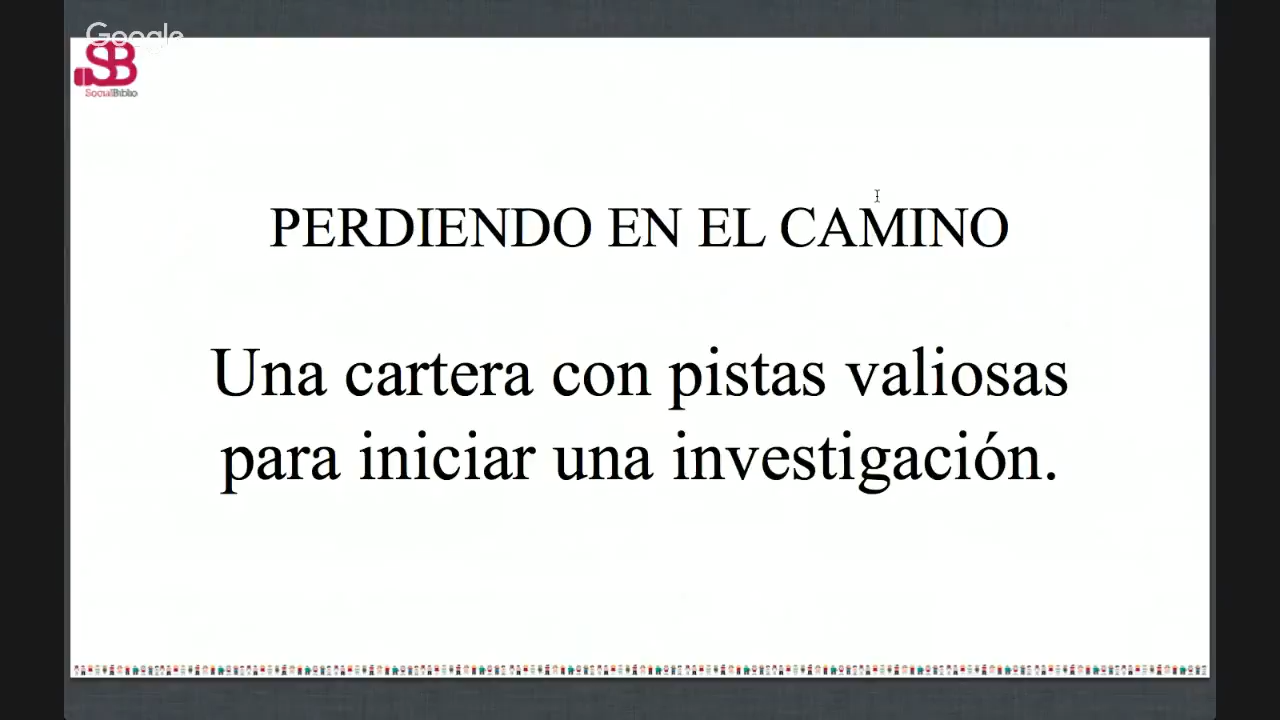 Google
SB
SocialBiblio
PERDIENDO EN EL CAMINO
Una cartera con pistas valiosas
para iniciar una investigación.